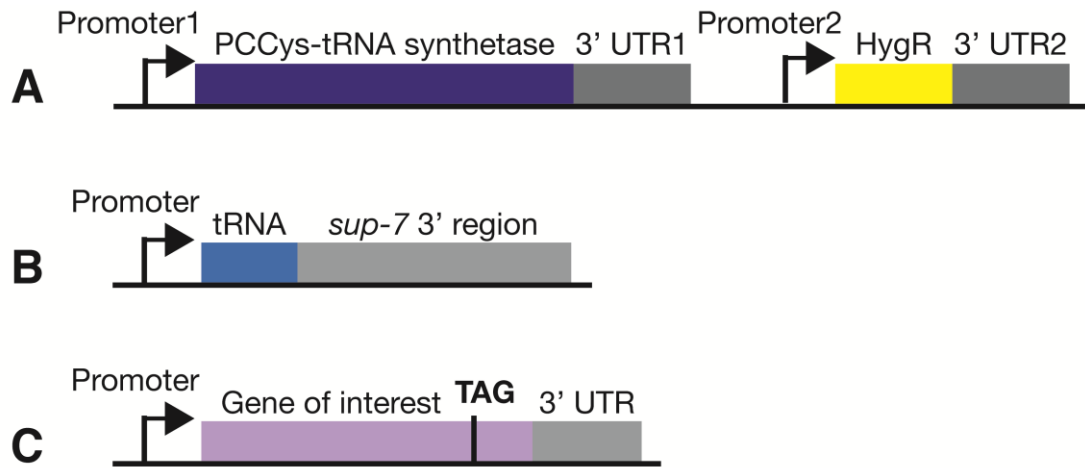 Promoter1 PCCys-tRNA synthetase 3' UTR1 Promoter2 HygR 3' UTR2
A
Promoter tRNA sup-7 3' region
B
Promoter Gene of interest TAG 3' UTR
C